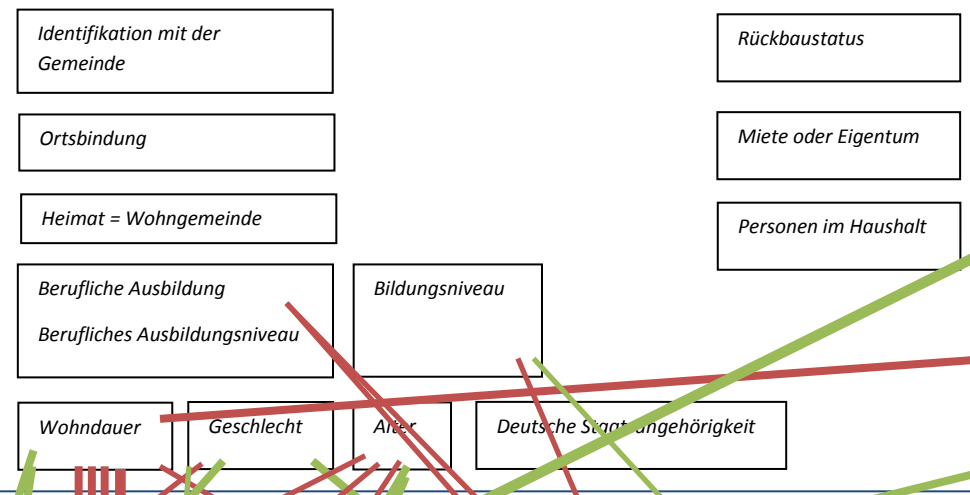 Identifikation mit der
Gemeinde
Ortsbindung
Heimat = Wohngemeinde
Berufliche Ausbildung
Berufliches Ausbildungsniveau
Bildungsniveau
Wohndauer
Geschlecht
Alter
Deutsche Staatsangehörigkeit
Rückbaustatus
Miete oder Eigentum
Personen im Haushalt